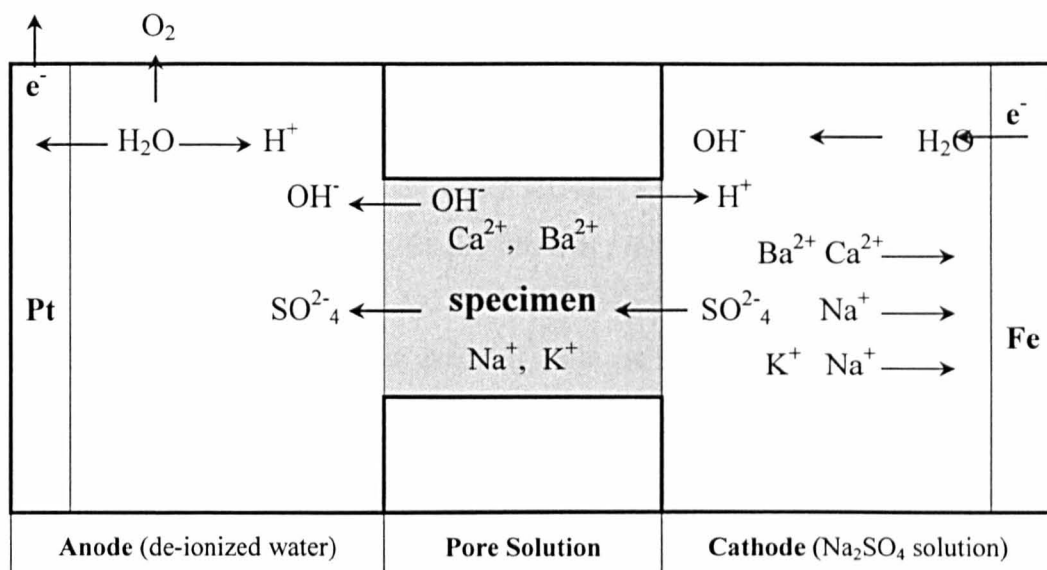 O₂
e⁻
H₂O H⁺ OH⁻ H₂O e⁻
OH⁻ OH⁻ H⁺
Ca²⁺, Ba²⁺ Ba²⁺ Ca²⁺
Pt SO²⁻₄ specimen SO²⁻₄ Na⁺ Fe
Na⁺, K⁺ K⁺ Na⁺
Anode (de-ionized water) Pore Solution Cathode (Na₂SO₄ solution)